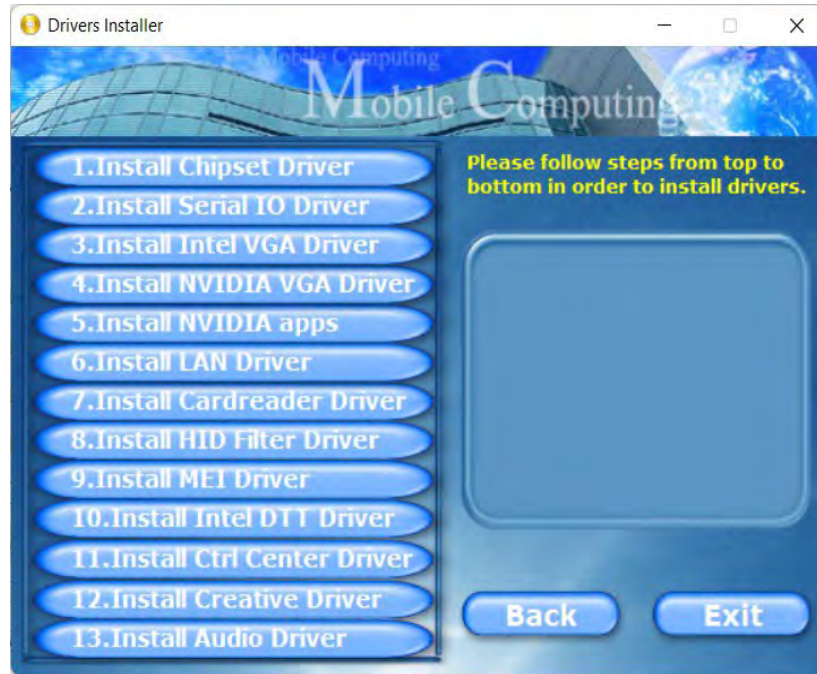 Drivers Installer
Mobile Computing
Mobile Computing
1.Install Chipset Driver
2.Install Serial IO Driver
3.Install Intel VGA Driver
4.Install NVIDIA VGA Driver
5.Install NVIDIA apps
6.Install LAN Driver
7.Install Cardreader Driver
8.Install HID Filter Driver
9.Install MEI Driver
10.Install Intel DTT Driver
11.Install Ctrl Center Driver
12.Install Creative Driver
13.Install Audio Driver
Please follow steps from top to
bottom in order to install drivers.
Back
Exit